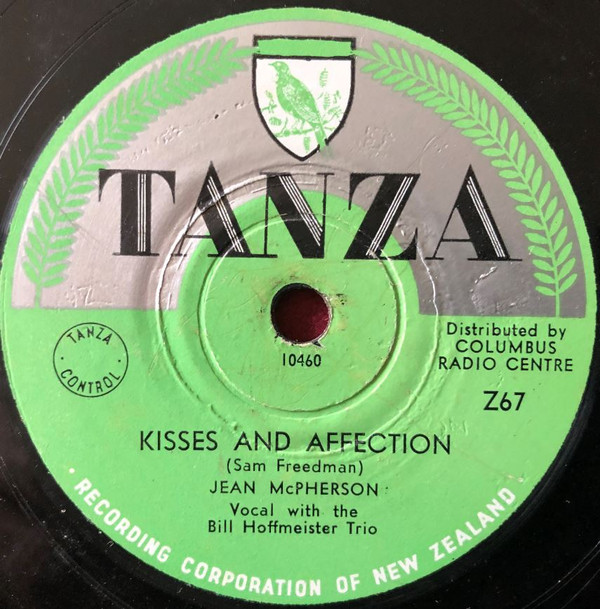 TANZA
TANZA
CONTROL
10460
Distributed by
COLUMBUS
RADIO CENTRE
Z67
KISSES AND AFFECTION
(Sam Freedman)
JEAN McPHERSON
Vocal with the
Bill Hoffmeister Trio
· RECORDING CORPORATION OF NEW ZEALAND